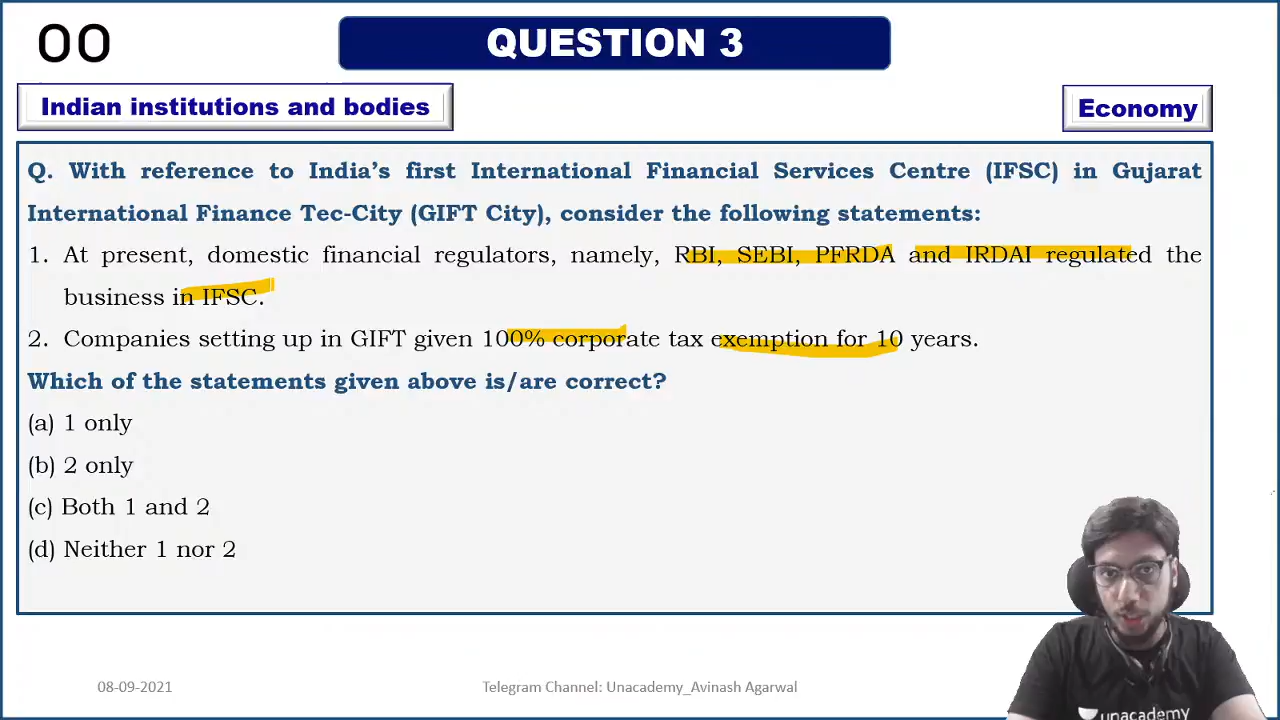 00
QUESTION 3
Indian institutions and bodies
Economy
Q. With reference to India's first International Financial Services Centre (IFSC) in Gujarat
International Finance Tec-City (GIFT City), consider the following statements:
1. At present, domestic financial regulators, namely, RBI, SEBI, PFRDA and IRDAI regulated the
business in IFSC.
2. Companies setting up in GIFT given 100% corporate tax exemption for 10 years.
Which of the statements given above is/are correct?
(a) 1 only
(b) 2 only
(c) Both 1 and 2
(d) Neither 1 nor 2
08-09-2021
Telegram Channel: Unacademy_Avinash Agarwal
unacademy